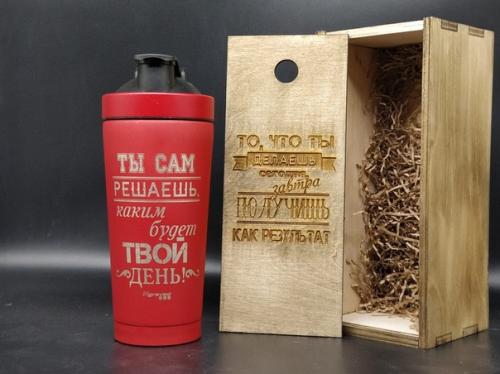 ТЫ САМ
РЕШАЕШЬ,
каким
будет
ТВОЙ
ДЕНЬ!
ТО, ЧТО ТЫ
ДЕЛАЕШЬ
СЕГОДНЯ,
завтра
ПОЛУЧИШЬ
КАК РЕЗУЛЬТАТ